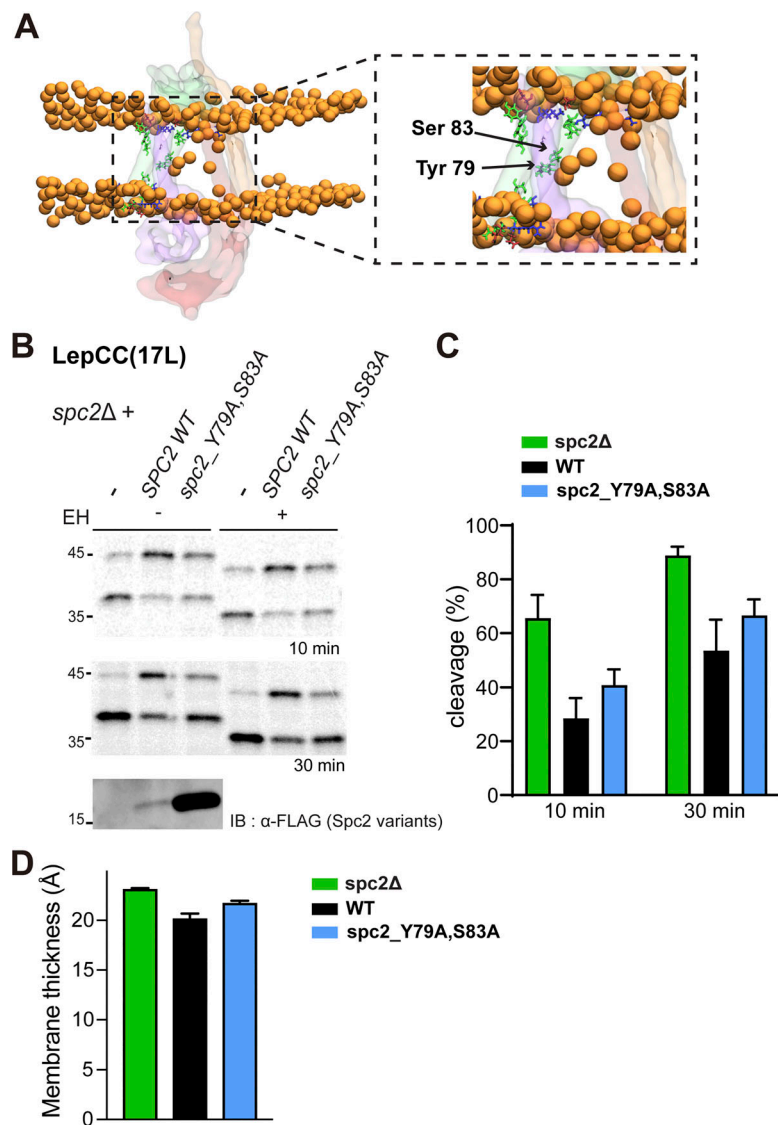 A
Ser 83
Tyr 79
B
LepCC(17L)
spc2Δ +
-
SPC2 WT
spc2_Y79A,S83A
-
SPC2 WT
spc2_Y79A,S83A
EH
-
+
45
35
10 min
45
35
30 min
15
IB : α-FLAG (Spc2 variants)
C
spc2Δ
WT
spc2_Y79A,S83A
cleavage (%)
100
80
60
40
20
0
10 min
30 min
D
Membrane thickness (Å)
20
15
10
5
0
spc2Δ
WT
spc2_Y79A,S83A